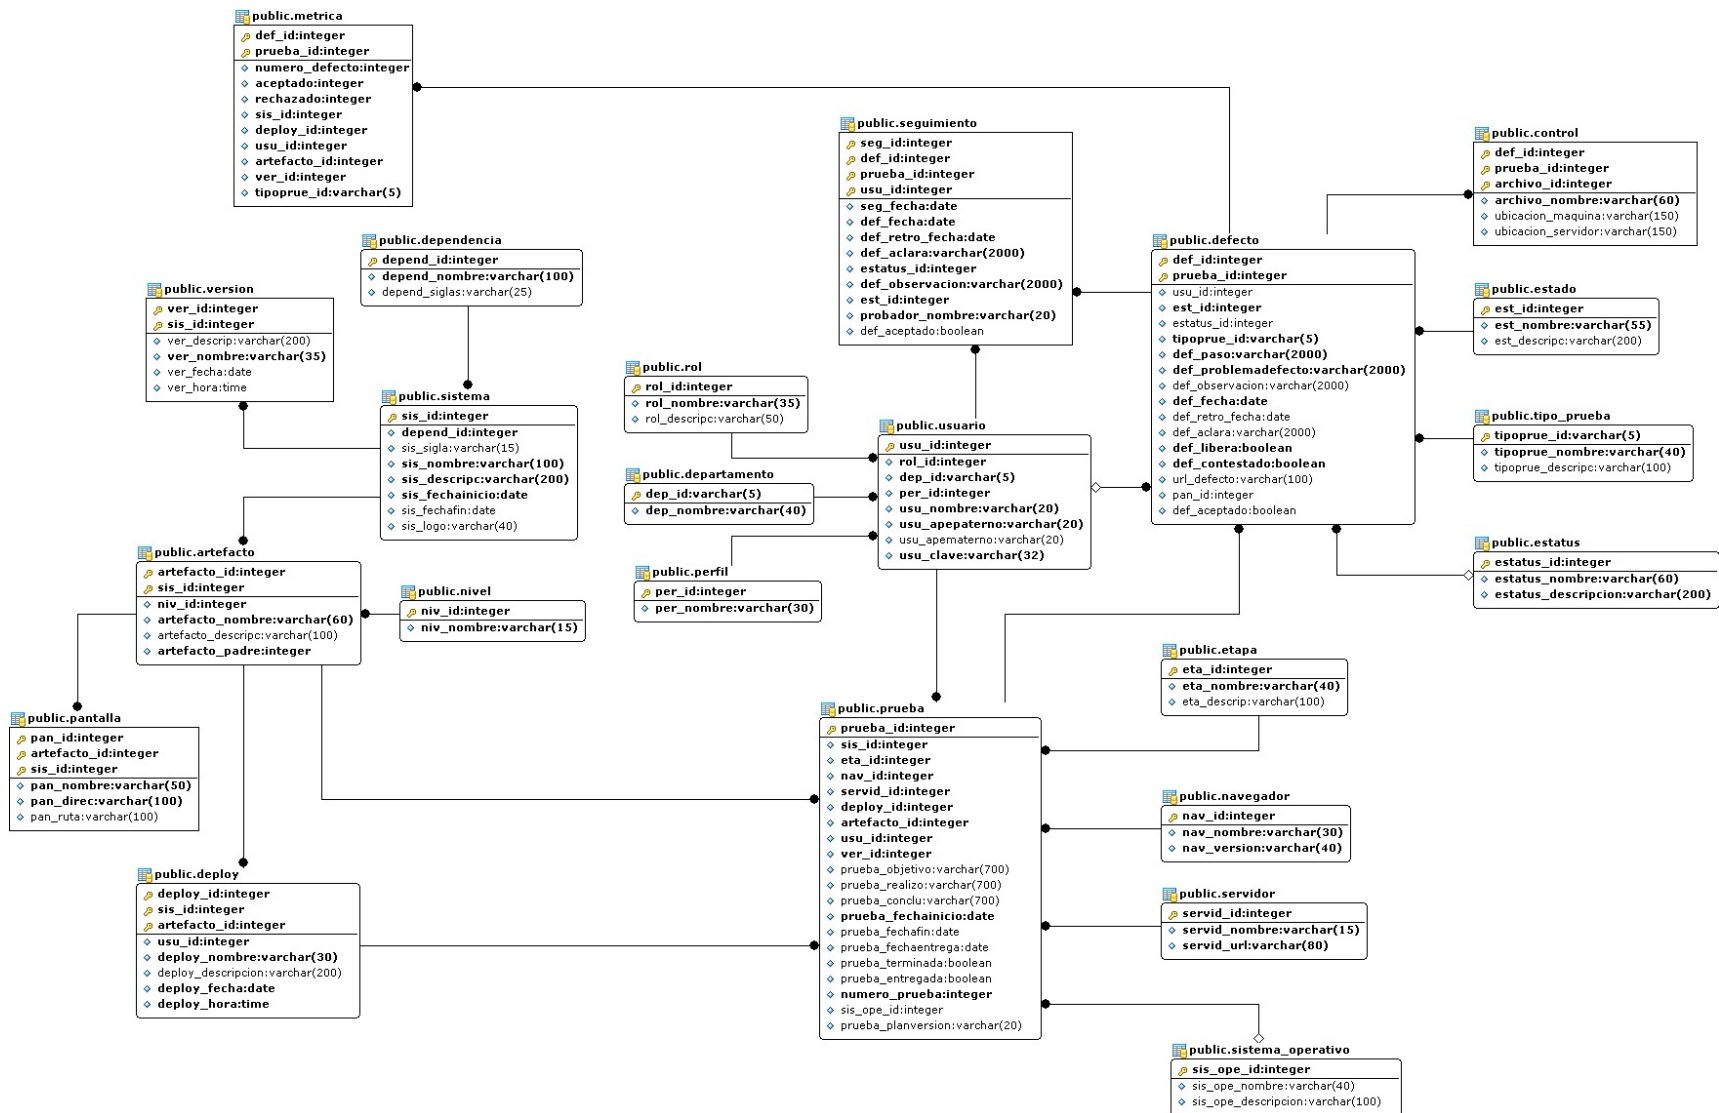 public.metrica
def_id:integer
prueba_id:integer
numero_defecto:integer
aceptado:integer
rechazado:integer
sis_id:integer
deploy_id:integer
usu_id:integer
artefacto_id:integer
ver_id:integer
tipoprue_id:varchar(5)
public.seguimiento
seg_id:integer
def_id:integer
prueba_id:integer
usu_id:integer
seg_fecha:date
def_fecha:date
def_retro_fecha:date
def_aclara:varchar(2000)
estatus_id:integer
def_observacion:varchar(2000)
est_id:integer
probador_nombre:varchar(20)
def_aceptado:boolean
public.control
def_id:integer
prueba_id:integer
archivo_id:integer
archivo_nombre:varchar(60)
ubicacion_maquina:varchar(150)
ubicacion_servidor:varchar(150)
public.dependencia
depend_id:integer
depend_nombre:varchar(100)
depend_siglas:varchar(25)
public.defecto
def_id:integer
prueba_id:integer
usu_id:integer
est_id:integer
estatus_id:integer
tipoprue_id:varchar(5)
def_paso:varchar(2000)
def_problemadefecto:varchar(2000)
def_observacion:varchar(2000)
def_fecha:date
def_retro_fecha:date
def_aclara:varchar(2000)
def_libera:boolean
def_contestado:boolean
url_defecto:varchar(100)
pan_id:integer
def_aceptado:boolean
public.version
ver_id:integer
sis_id:integer
ver_descrip:varchar(200)
ver_nombre:varchar(35)
ver_fecha:date
ver_hora:time
public.estado
est_id:integer
est_nombre:varchar(55)
est_descripc:varchar(200)
public.rol
rol_id:integer
rol_nombre:varchar(35)
rol_descripc:varchar(50)
public.sistema
sis_id:integer
depend_id:integer
sis_sigla:varchar(15)
sis_nombre:varchar(100)
sis_descripc:varchar(200)
sis_fechainicio:date
sis_fechafin:date
sis_logo:varchar(40)
public.tipo_prueba
tipoprue_id:varchar(5)
tipoprue_nombre:varchar(40)
tipoprue_descripc:varchar(100)
public.usuario
usu_id:integer
rol_id:integer
dep_id:varchar(5)
per_id:integer
usu_nombre:varchar(20)
usu_apepaterno:varchar(20)
usu_apematerno:varchar(20)
usu_clave:varchar(32)
public.departamento
dep_id:varchar(5)
dep_nombre:varchar(40)
public.estatus
estatus_id:integer
estatus_nombre:varchar(60)
estatus_descripcion:varchar(200)
public.artefacto
artefacto_id:integer
sis_id:integer
niv_id:integer
artefacto_nombre:varchar(60)
artefacto_descripc:varchar(100)
artefacto_padre:integer
public.perfil
per_id:integer
per_nombre:varchar(30)
public.nivel
niv_id:integer
niv_nombre:varchar(15)
public.etapa
eta_id:integer
eta_nombre:varchar(40)
eta_descrip:varchar(100)
public.prueba
prueba_id:integer
sis_id:integer
eta_id:integer
nav_id:integer
servid_id:integer
deploy_id:integer
artefacto_id:integer
usu_id:integer
ver_id:integer
prueba_objetivo:varchar(700)
prueba_realizo:varchar(700)
prueba_conclu:varchar(700)
prueba_fechainicio:date
prueba_fechafin:date
prueba_fechaentrega:date
prueba_terminada:boolean
prueba_entregada:boolean
numero_prueba:integer
sis_ope_id:integer
prueba_planversion:varchar(20)
public.pantalla
pan_id:integer
artefacto_id:integer
sis_id:integer
pan_nombre:varchar(50)
pan_direc:varchar(100)
pan_ruta:varchar(100)
public.navegador
nav_id:integer
nav_nombre:varchar(30)
nav_version:varchar(40)
public.deploy
deploy_id:integer
sis_id:integer
artefacto_id:integer
usu_id:integer
deploy_nombre:varchar(30)
deploy_descripcion:varchar(200)
deploy_fecha:date
deploy_hora:time
public.servidor
servid_id:integer
servid_nombre:varchar(15)
servid_url:varchar(80)
public.sistema_operativo
sis_ope_id:integer
sis_ope_nombre:varchar(40)
sis_ope_descripcion:varchar(100)